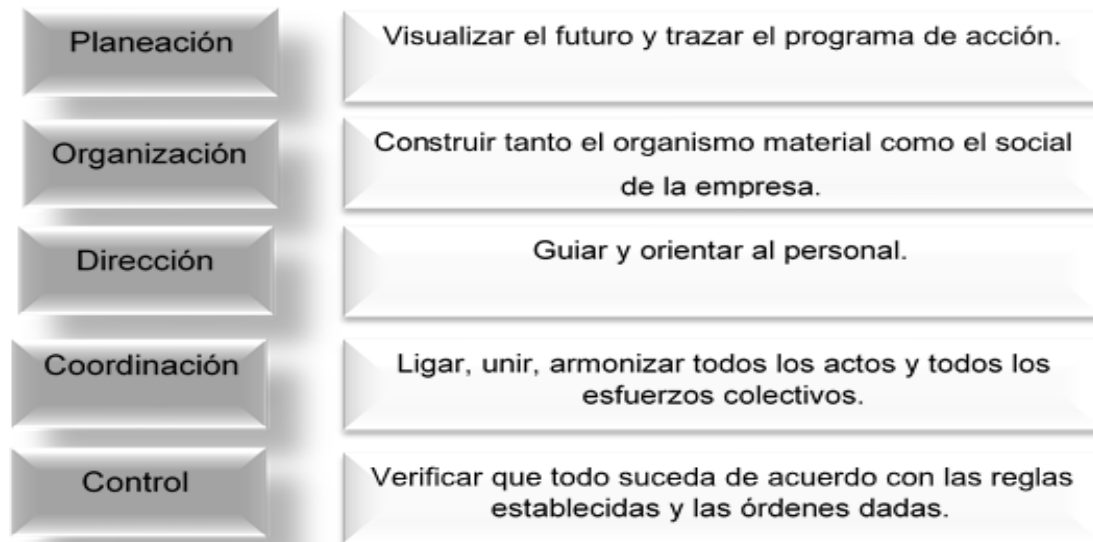 Planeación
Visualizar el futuro y trazar el programa de acción.
Organización
Construir tanto el organismo material como el social
de la empresa.
Dirección
Guiar y orientar al personal.
Coordinación
Ligar, unir, armonizar todos los actos y todos los
esfuerzos colectivos.
Control
Verificar que todo suceda de acuerdo con las reglas
establecidas y las órdenes dadas.